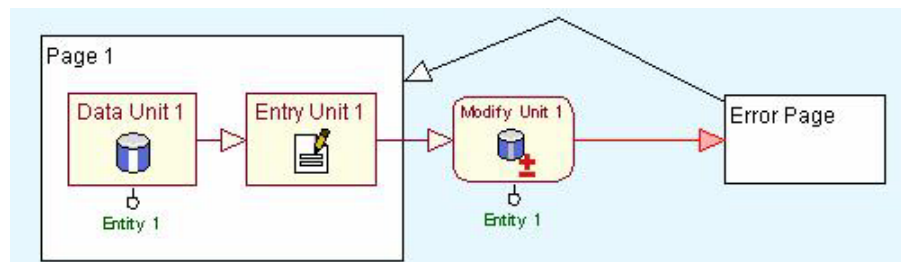 Page 1
Data Unit 1
Entry Unit 1
Modify Unit 1
Error Page
Entity 1
Entity 1